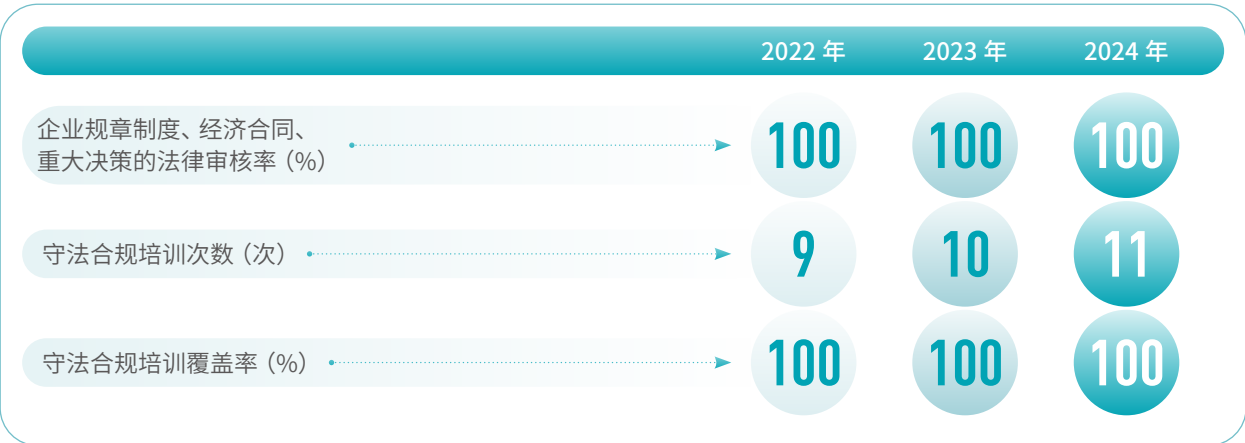 2022 年 2023 年 2024 年
企业规章制度、经济合同、
重大决策的法律审核率（%） 100 100 100
守法合规培训次数（次） 9 10 11
守法合规培训覆盖率（%） 100 100 100